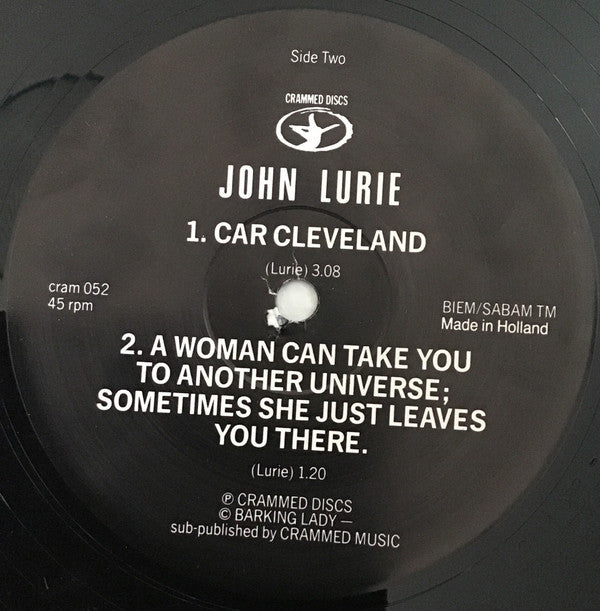 Side Two
CRAMMED DISCS
JOHN LURIE
1. CAR CLEVELAND
(Lurie) 3.08
cram 052
45 rpm
BIEM/SABAM TM
Made in Holland
2. A WOMAN CAN TAKE YOU
TO ANOTHER UNIVERSE;
SOMETIMES SHE JUST LEAVES
YOU THERE.
(Lurie) 1.20
℗ CRAMMED DISCS
© BARKING LADY —
sub-published by CRAMMED MUSIC